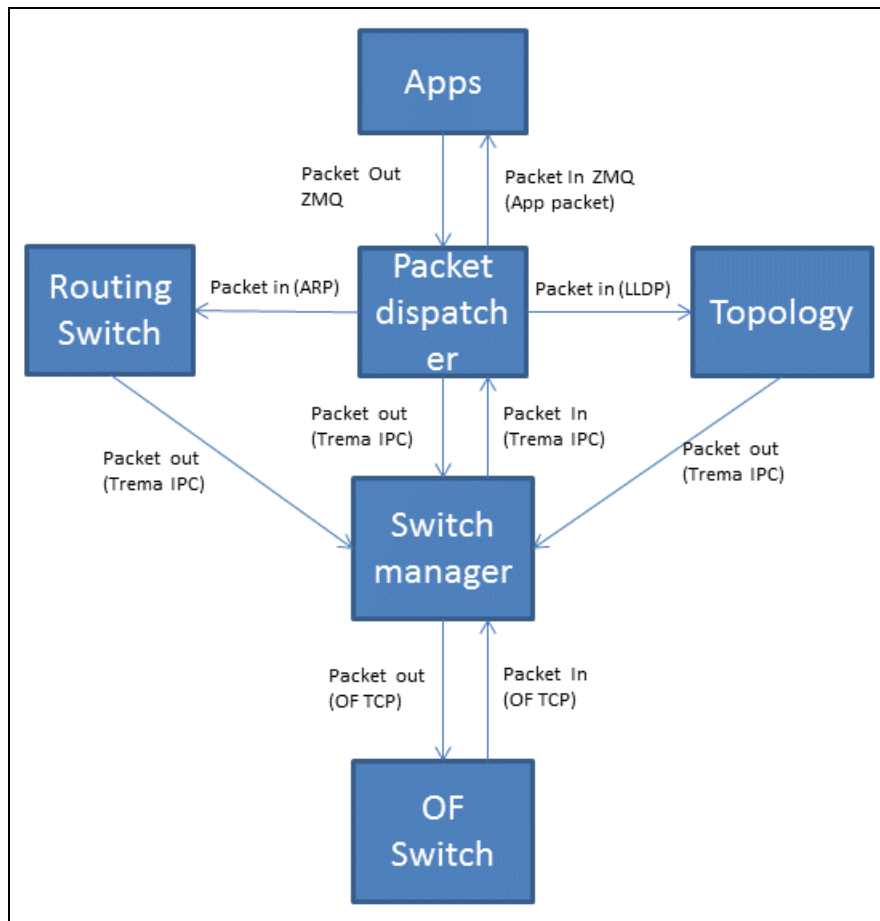 Apps
Packet Out
ZMQ
Packet In ZMQ
(App packet)
Routing
Switch
Packet in (ARP)
Packet
dispatch
er
Packet in (LLDP)
Topology
Packet out
(Trema IPC)
Packet out
(Trema IPC)
Packet In
(Trema IPC)
Packet out
(Trema IPC)
Switch
manager
Packet out
(OF TCP)
Packet In
(OF TCP)
OF
Switch